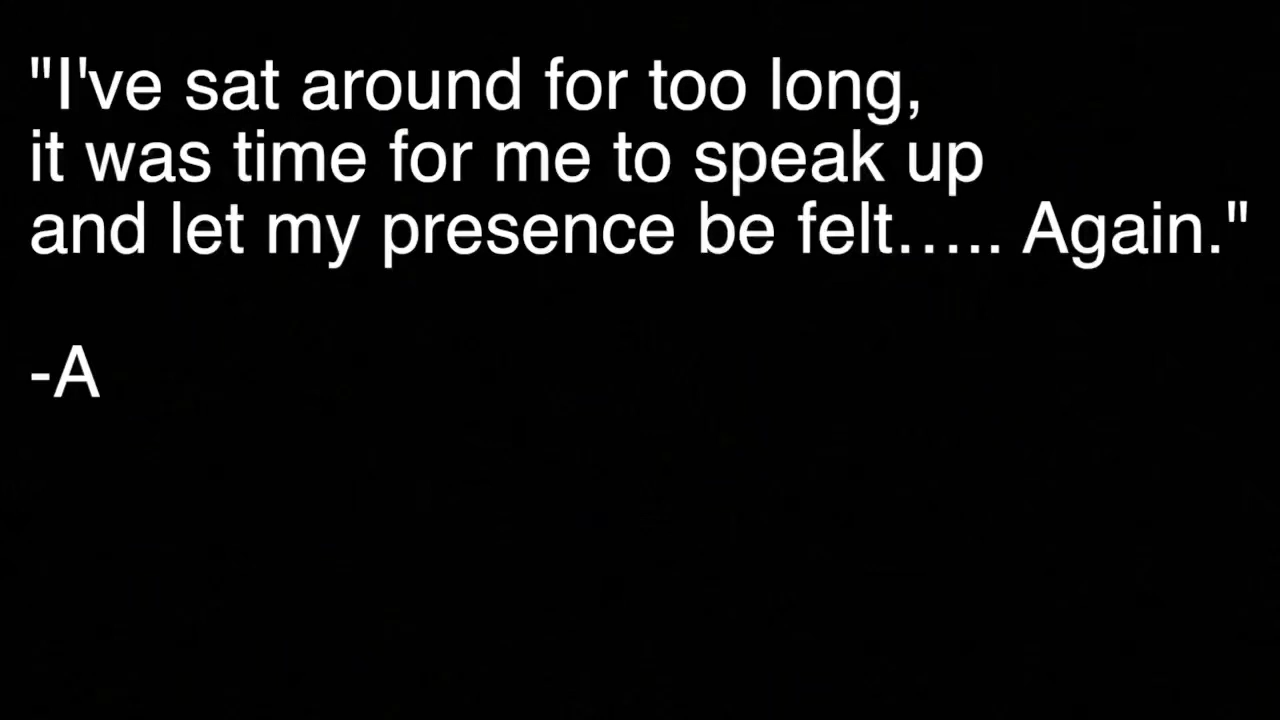 "I've sat around for too long,
it was time for me to speak up
and let my presence be felt….. Again."
-A